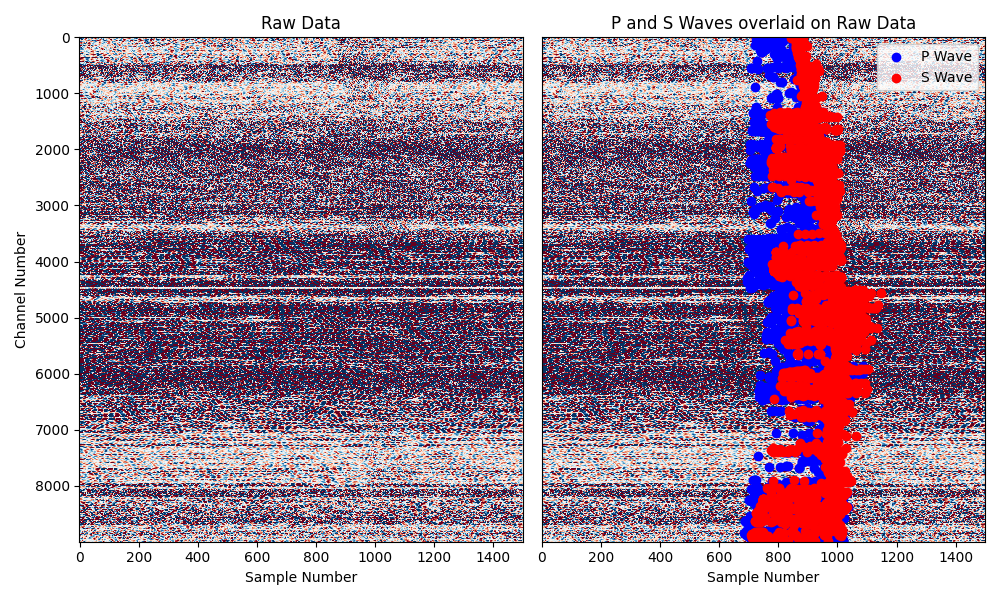 Raw Data
P and S Waves overlaid on Raw Data
Channel Number
0
1000
2000
3000
4000
5000
6000
7000
8000
0 200 400 600 800 1000 1200 1400
Sample Number
P Wave
S Wave
0 200 400 600 800 1000 1200 1400
Sample Number